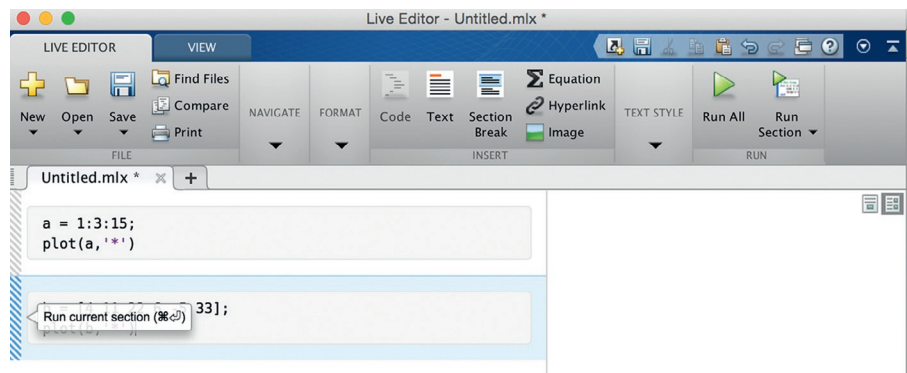 Live Editor - Untitled.mlx *
LIVE EDITOR VIEW
New Open Save Find Files Compare Print NAVIGATE FORMAT Code Text Section Break Equation Hyperlink Image TEXT STYLE Run All Run Section
FILE INSERT RUN
Untitled.mlx * × +
a = 1:3:15;
plot(a,'*')
33];
Run current section (⌘⏎)
plot(b,'*')